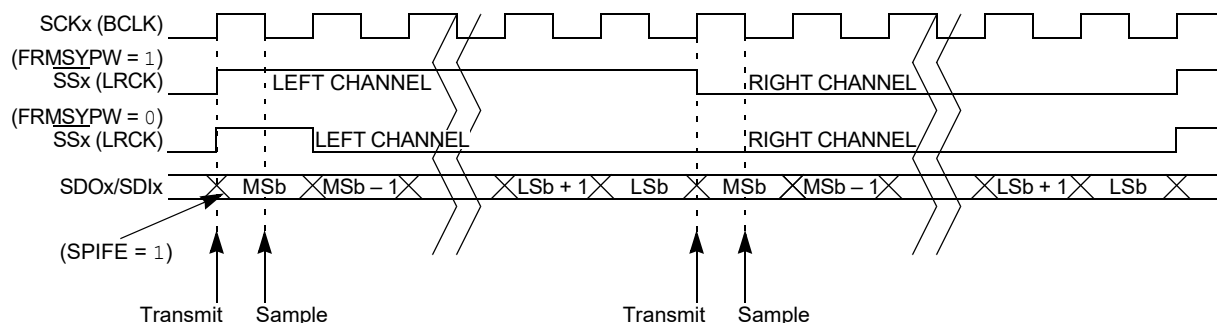 SCKx (BCLK)
(FRMSYPW = 1)
SSx (LRCK)
LEFT CHANNEL
RIGHT CHANNEL
(FRMSYPW = 0)
SSx (LRCK)
LEFT CHANNEL
RIGHT CHANNEL
SDOx/SDIx
MSb
MSb – 1
LSb + 1
LSb
MSb
MSb – 1
LSb + 1
LSb
(SPIFE = 1)
Transmit
Sample
Transmit
Sample